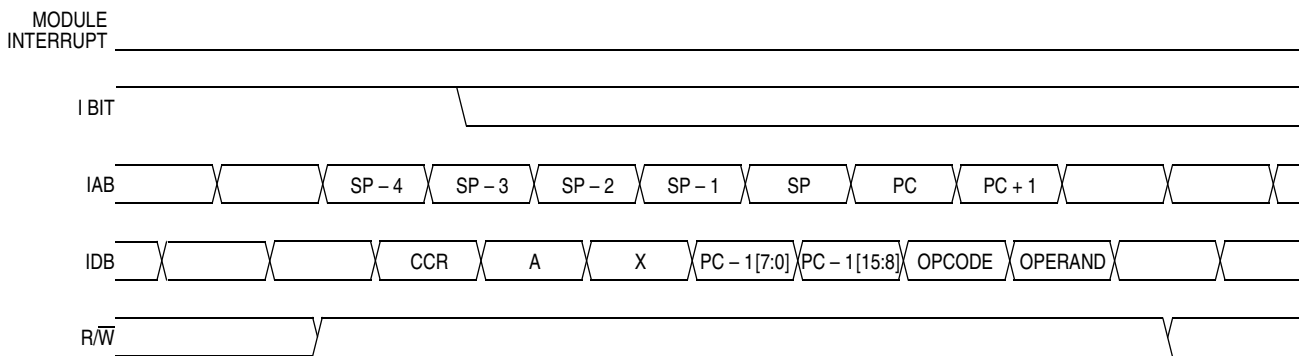 MODULE
INTERRUPT
I BIT
IAB SP – 4 SP – 3 SP – 2 SP – 1 SP PC PC + 1
IDB CCR A X PC – 1[7:0] PC – 1[15:8] OPCODE OPERAND
R/W̅